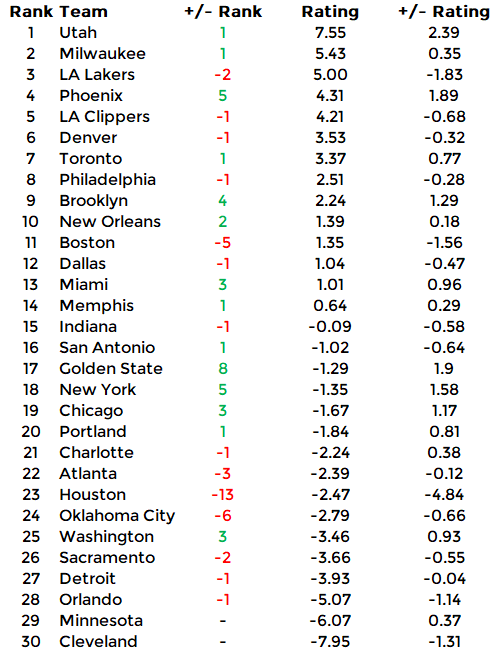 Rank Team +/- Rank Rating +/- Rating
1 Utah 1 7.55 2.39
2 Milwaukee 1 5.43 0.35
3 LA Lakers -2 5.00 -1.83
4 Phoenix 5 4.31 1.89
5 LA Clippers -1 4.21 -0.68
6 Denver -1 3.53 -0.32
7 Toronto 1 3.37 0.77
8 Philadelphia -1 2.51 -0.28
9 Brooklyn 4 2.24 1.29
10 New Orleans 2 1.39 0.18
11 Boston -5 1.35 -1.56
12 Dallas -1 1.04 -0.47
13 Miami 3 1.01 0.96
14 Memphis 1 0.64 0.29
15 Indiana -1 -0.09 -0.58
16 San Antonio 1 -1.02 -0.64
17 Golden State 8 -1.29 1.9
18 New York 5 -1.35 1.58
19 Chicago 3 -1.67 1.17
20 Portland 1 -1.84 0.81
21 Charlotte -1 -2.24 0.38
22 Atlanta -3 -2.39 -0.12
23 Houston -13 -2.47 -4.84
24 Oklahoma City -6 -2.79 -0.66
25 Washington 3 -3.46 0.93
26 Sacramento -2 -3.66 -0.55
27 Detroit -1 -3.93 -0.04
28 Orlando -1 -5.07 -1.14
29 Minnesota - -6.07 0.37
30 Cleveland - -7.95 -1.31